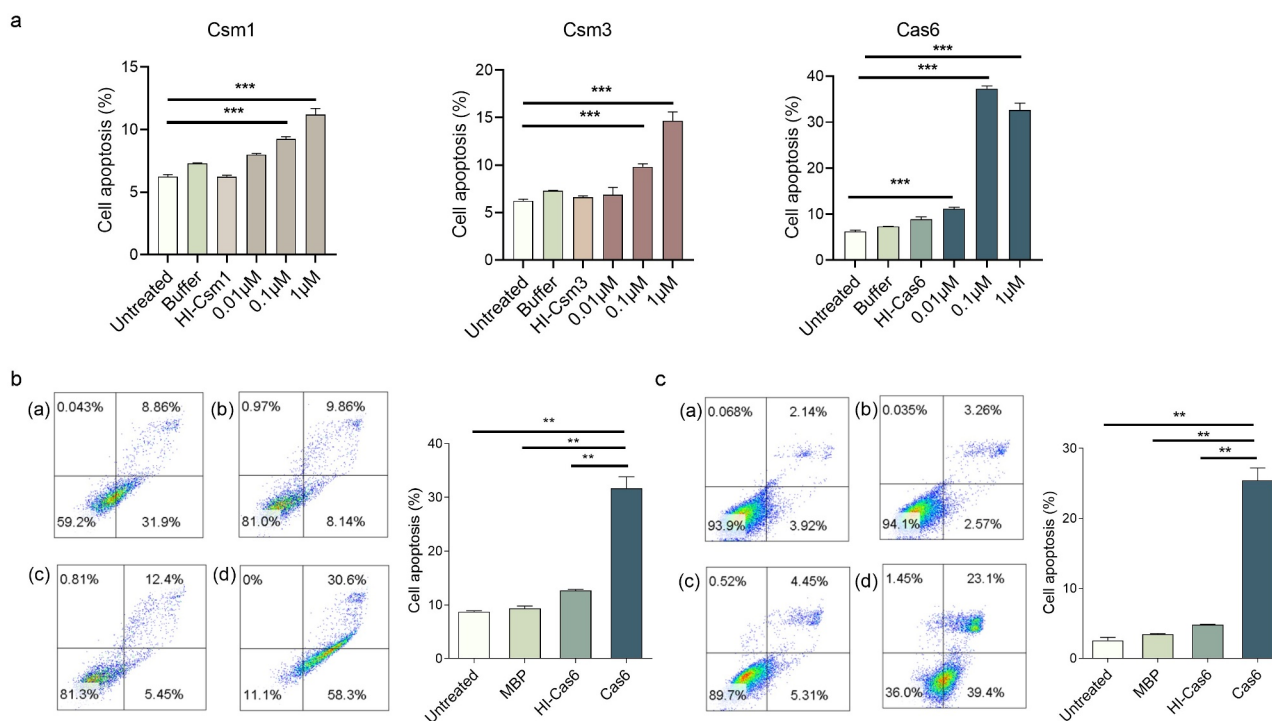 a
Csm1
Csm3
Cas6
Cell apoptosis (%)
15
10
5
0
***
***
Untreated
Buffer
HI-Csm1
0.01μM
0.1μM
1μM
Cell apoptosis (%)
20
15
10
5
0
***
***
Untreated
Buffer
HI-Csm3
0.01μM
0.1μM
1μM
Cell apoptosis (%)
40
30
20
10
0
***
***
***
Untreated
Buffer
HI-Cas6
0.01μM
0.1μM
1μM
b
(a)
0.043%
8.86%
59.2%
31.9%
(b)
0.97%
9.86%
81.0%
8.14%
(c)
0.81%
12.4%
81.3%
5.45%
(d)
0%
30.6%
11.1%
58.3%
Cell apoptosis (%)
40
30
20
10
0
**
**
**
Untreated
MBP
HI-Cas6
Cas6
c
(a)
0.068%
2.14%
93.9%
3.92%
(b)
0.035%
3.26%
94.1%
2.57%
(c)
0.52%
4.45%
89.7%
5.31%
(d)
1.45%
23.1%
36.0%
39.4%
Cell apoptosis (%)
30
20
10
0
**
**
**
Untreated
MBP
HI-Cas6
Cas6